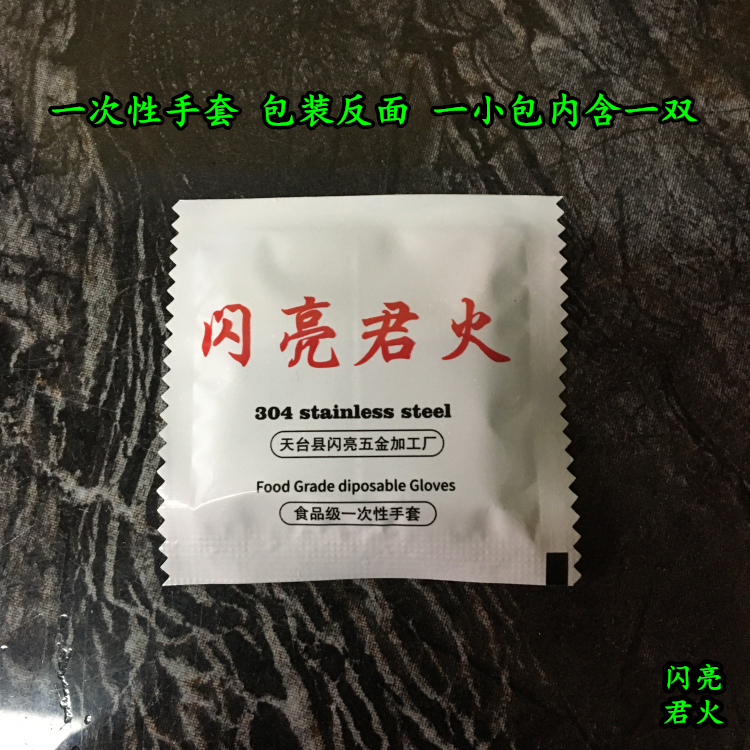 一次性手套 包装反面 一小包内含一双
闪亮君火
304 stainless steel
天台县闪亮五金加工厂
Food Grade diposable Gloves
食品级一次性手套
闪亮
君火